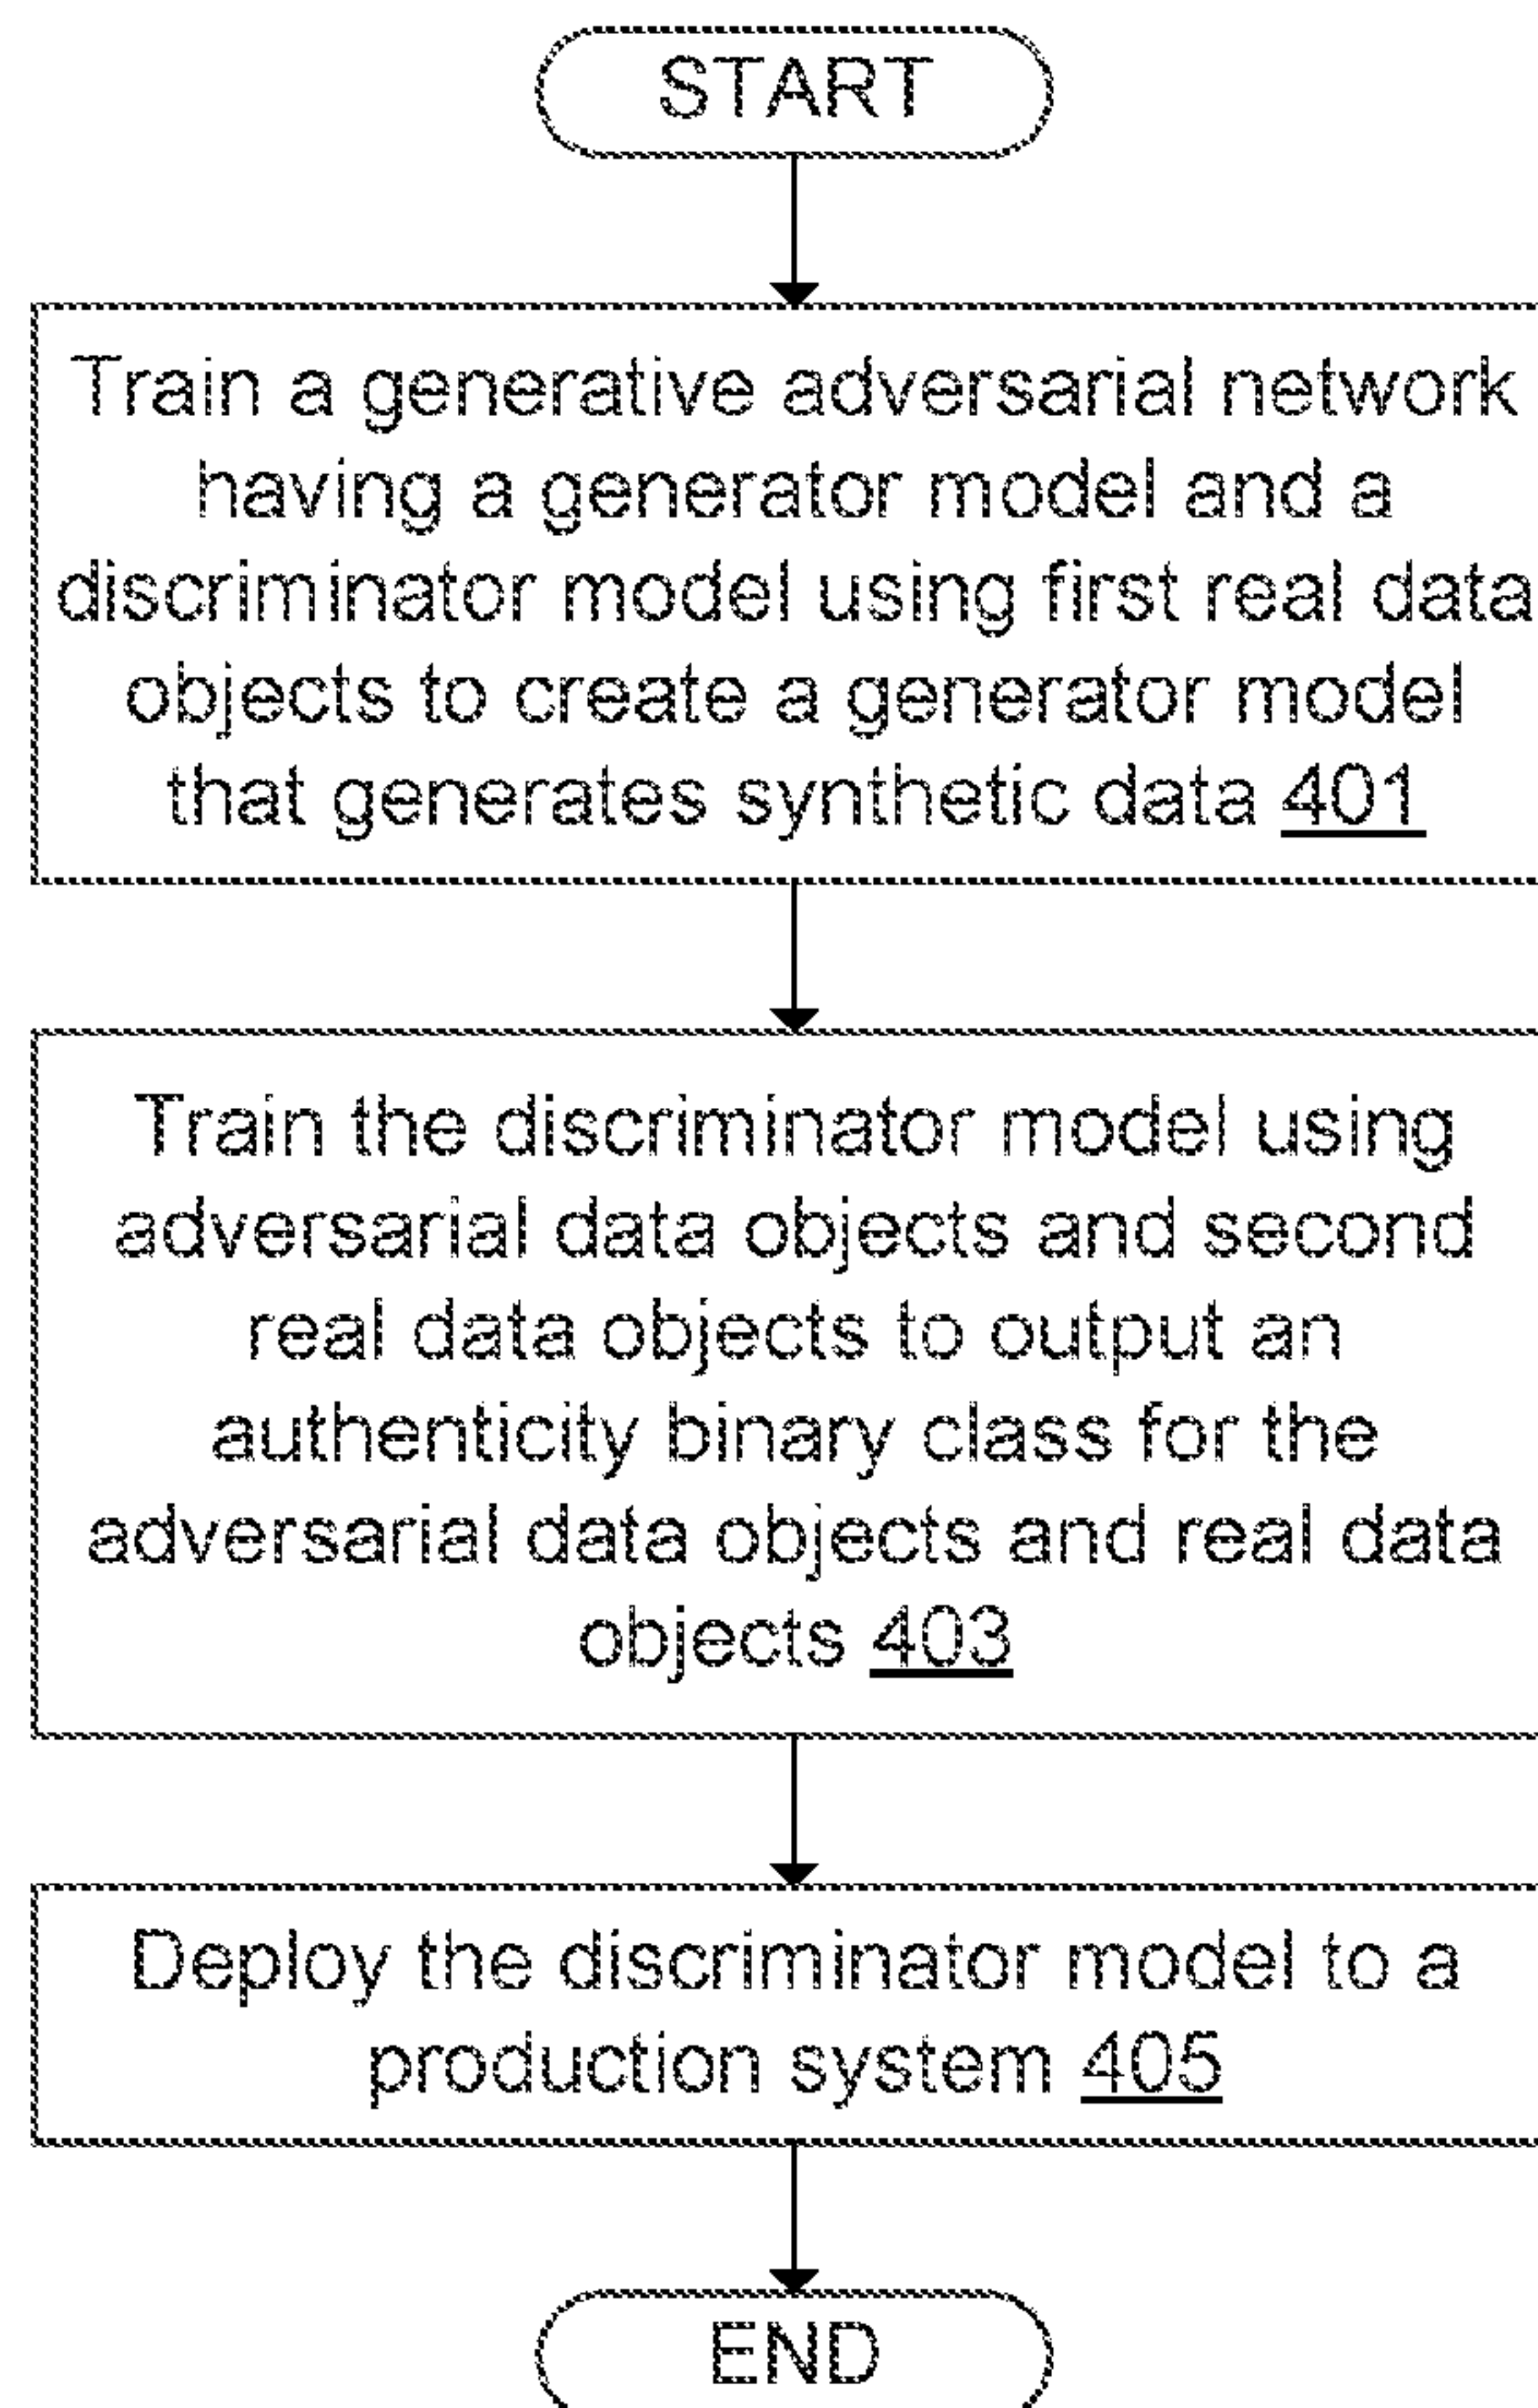 START
Train a generative adversarial network
having a generator model and a
discriminator model using first real data
objects to create a generator model
that generates synthetic data 401
Train the discriminator model using
adversarial data objects and second
real data objects to output an
authenticity binary class for the
adversarial data objects and real data
objects 403
Deploy the discriminator model to a
production system 405
END